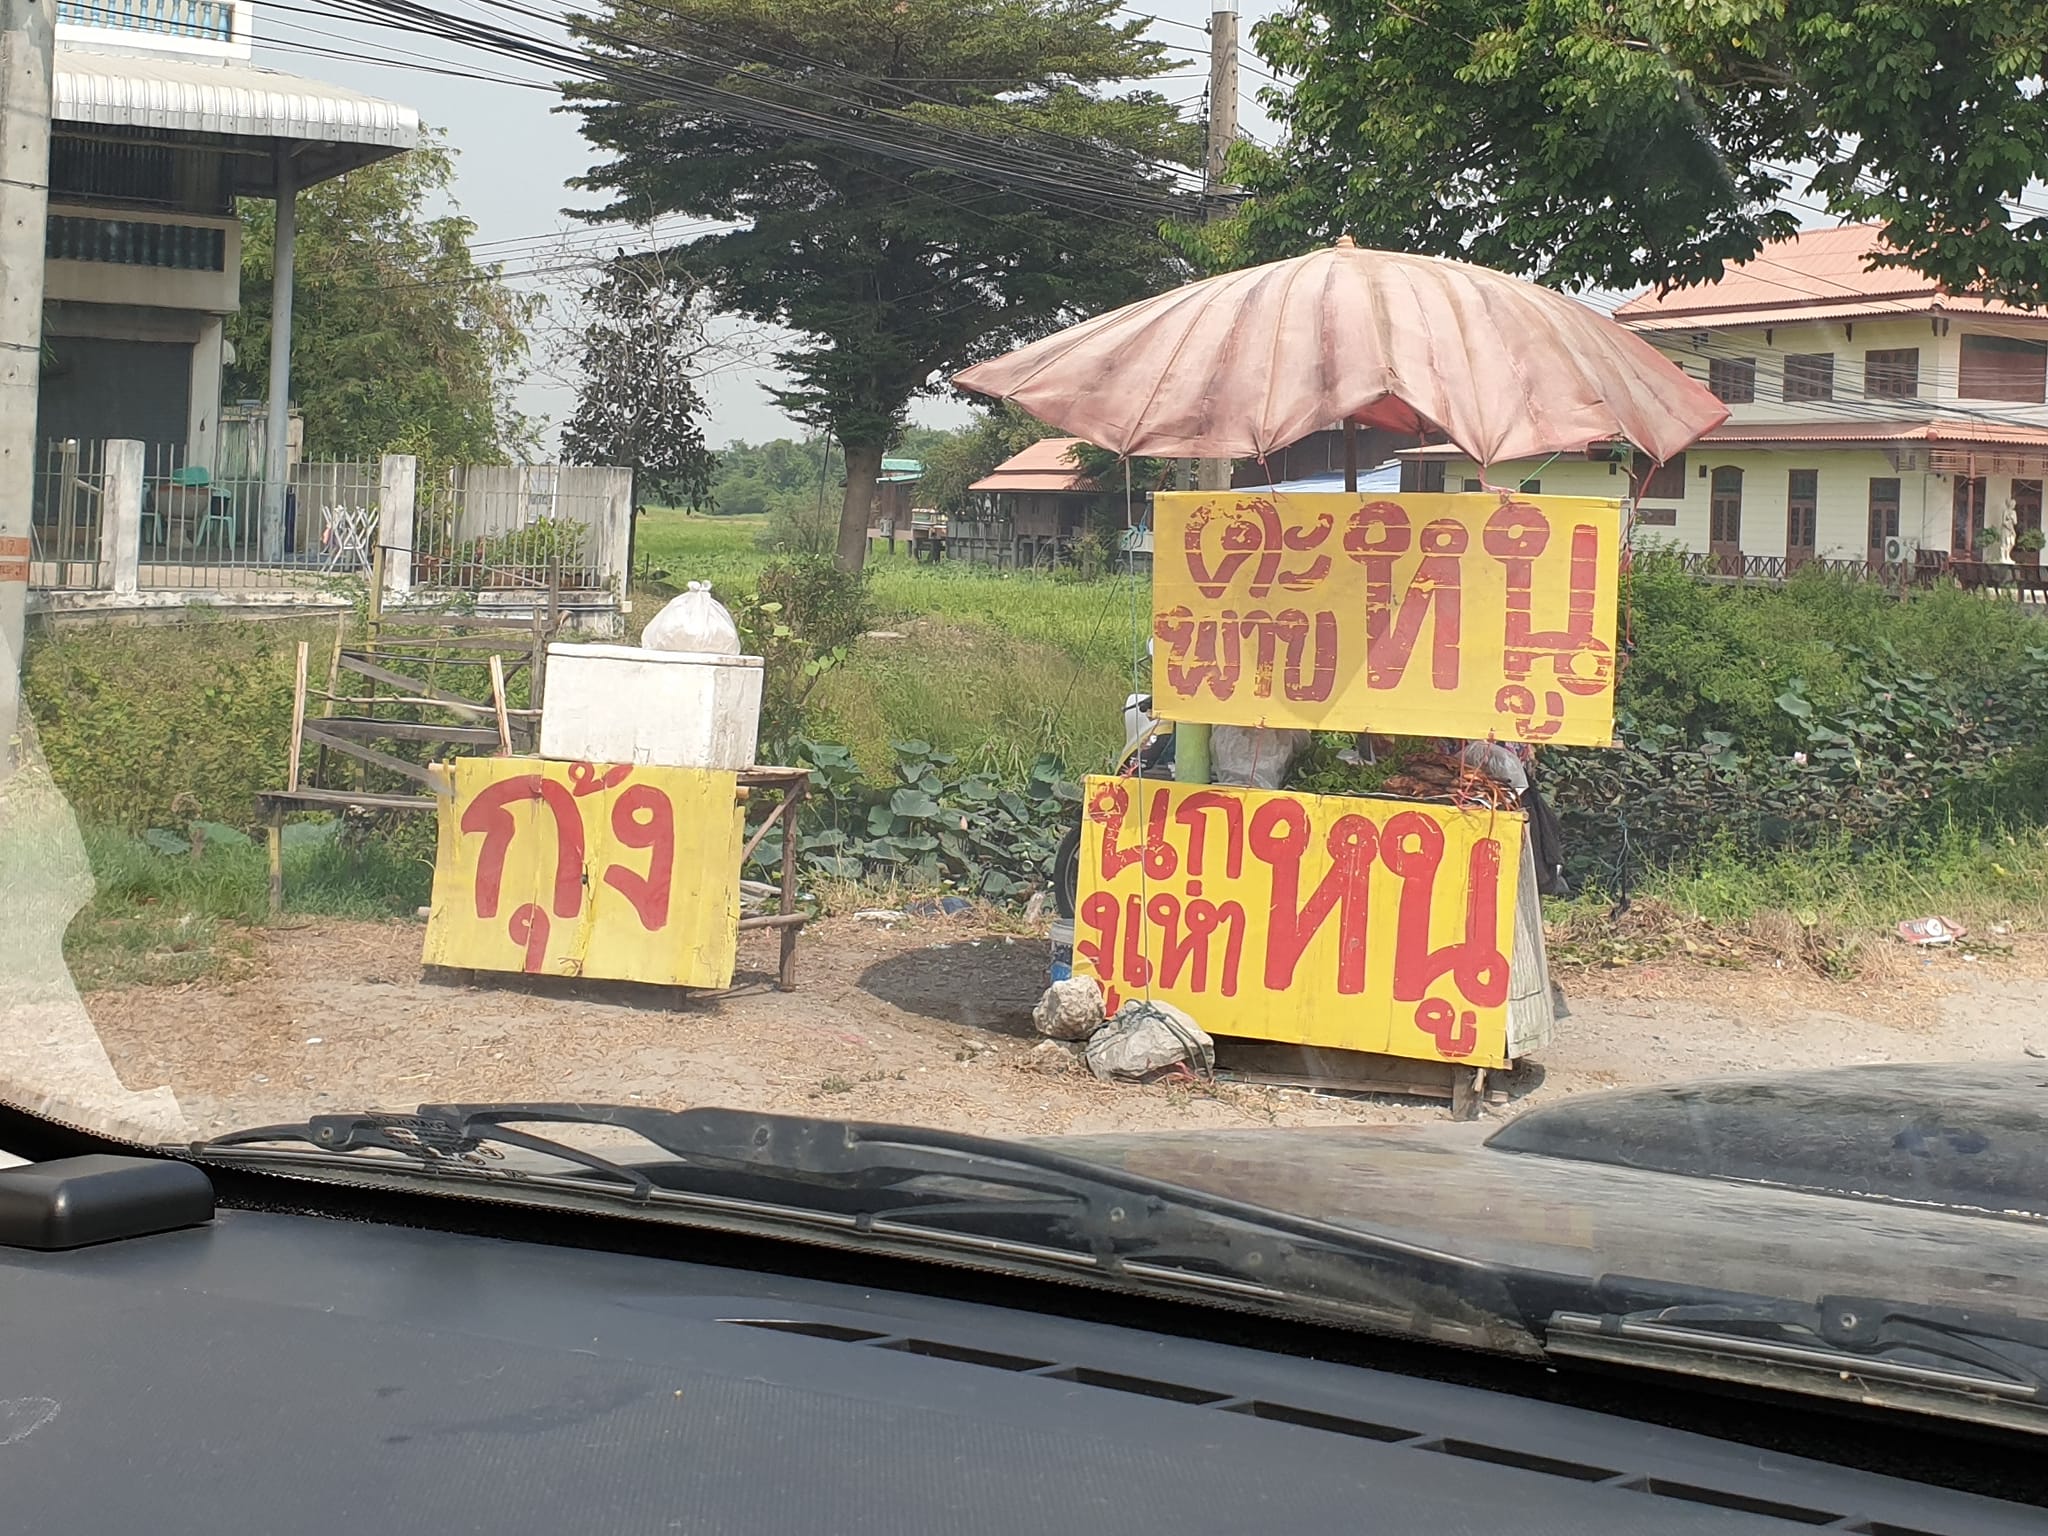 ตะ หนู
พาบ
กุ้ง
นก หนู
งูเห่า